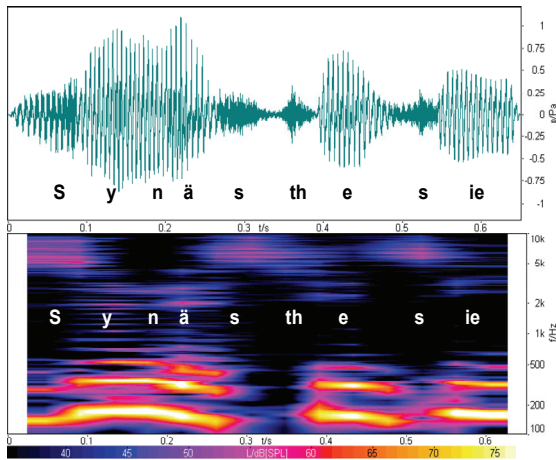 1
0.75
0.5
0.25
0
-0.25
-0.5
-0.75
-1
p/Pa
S y n ä s th e s ie
0 0.1 0.2 0.3 t/s 0.4 0.5 0.6
10k
5k
2k
1k
500
200
100
f/Hz
S y n ä s th e s ie
0 0.1 0.2 0.3 t/s 0.4 0.5 0.6
40 45 50 L/dB[SPL] 60 65 70 75